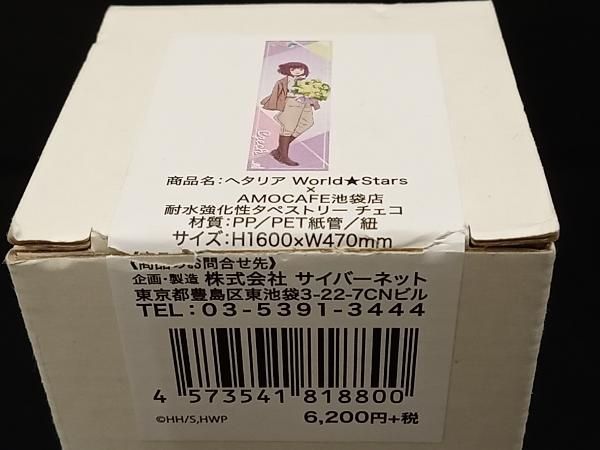 商品名:ヘタリア World★Stars
×
AMOCAFE池袋店
耐水強化性タペストリー チェコ
材質:PP/PET紙管/紐
サイズ:H1600×W470mm
《商品のお問合せ先》
企画・製造 株式会社 サイバーネット
東京都豊島区東池袋3-22-7CNビル
TEL:03-5391-3444
4 573541 818800
©HH/S,HWP 6,200円+税